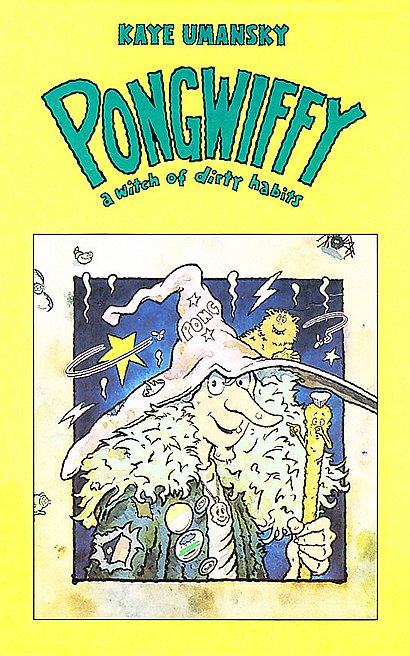 KAYE UMANSKY
PONGWIFFY
a witch of dirty habits
PONG